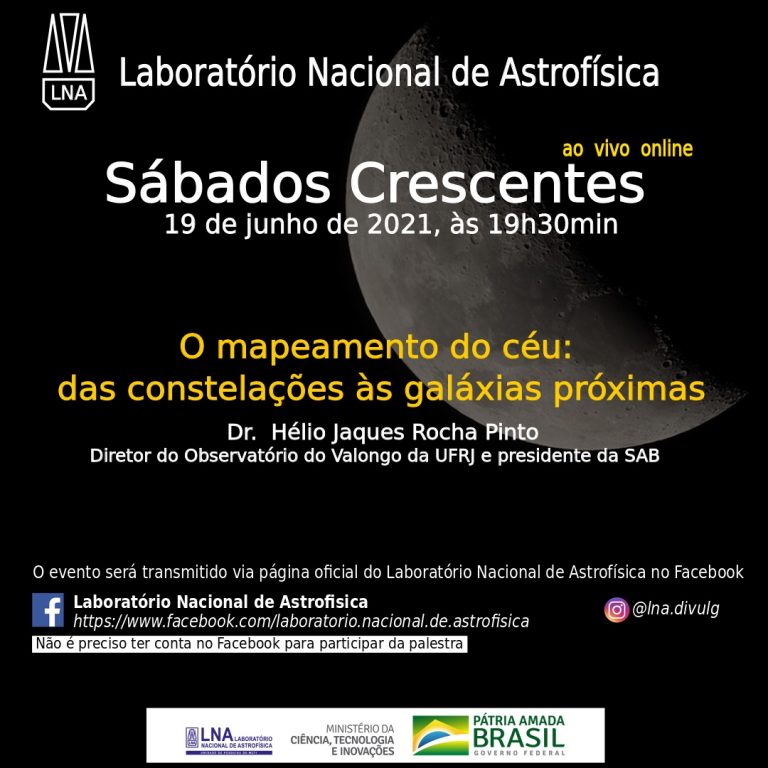 LNA
Laboratório Nacional de Astrofísica
ao vivo online
Sábados Crescentes
19 de junho de 2021, às 19h30min
O mapeamento do céu:
das constelações às galáxias próximas
Dr. Hélio Jaques Rocha Pinto
Diretor do Observatório do Valongo da UFRJ e presidente da SAB
O evento será transmitido via página oficial do Laboratório Nacional de Astrofísica no Facebook
Laboratório Nacional de Astrofisica
https://www.facebook.com/laboratorio.nacional.de.astrofisica
@lna.divulg
Não é preciso ter conta no Facebook para participar da palestra
LNA LABORATÓRIO
NACIONAL DE ASTROFÍSICA
MINISTÉRIO DA
CIÊNCIA, TECNOLOGIA
E INOVAÇÕES
PÁTRIA AMADA
BRASIL
GOVERNO FEDERAL